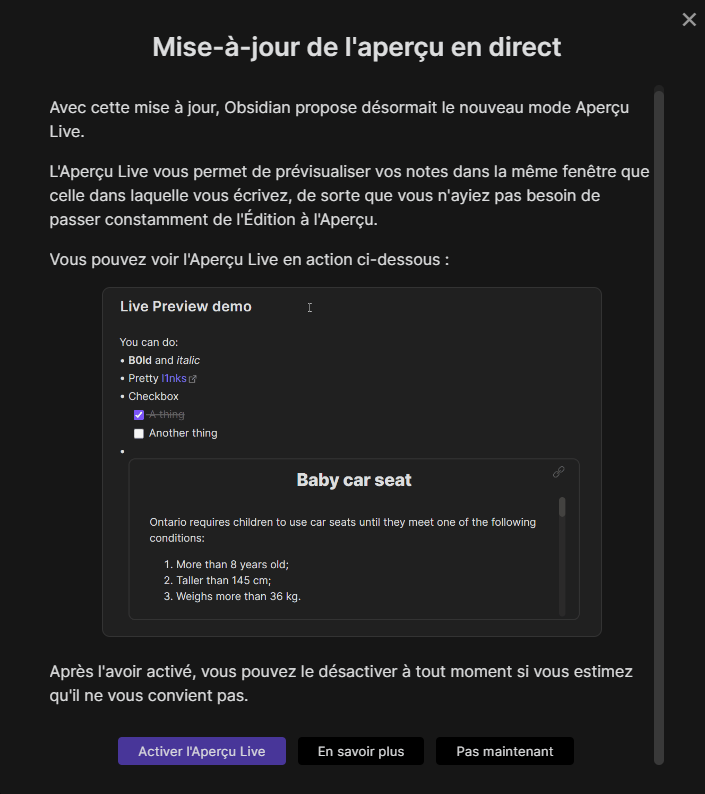 Mise-à-jour de l'aperçu en direct
Avec cette mise à jour, Obsidian propose désormait le nouveau mode Aperçu
Live.
L'Aperçu Live vous permet de prévisualiser vos notes dans la même fenêtre que
celle dans laquelle vous écrivez, de sorte que vous n'ayiez pas besoin de
passer constamment de l'Édition à l'Aperçu.
Vous pouvez voir l'Aperçu Live en action ci-dessous :
Live Preview demo
You can do:
• B0ld and italic
• Pretty l1nks
• Checkbox
A thing
Another thing
•
Baby car seat
Ontario requires children to use car seats until they meet one of the following
conditions:
1. More than 8 years old;
2. Taller than 145 cm;
3. Weighs more than 36 kg.
Après l'avoir activé, vous pouvez le désactiver à tout moment si vous estimez
qu'il ne vous convient pas.
Activer l'Aperçu Live
En savoir plus
Pas maintenant